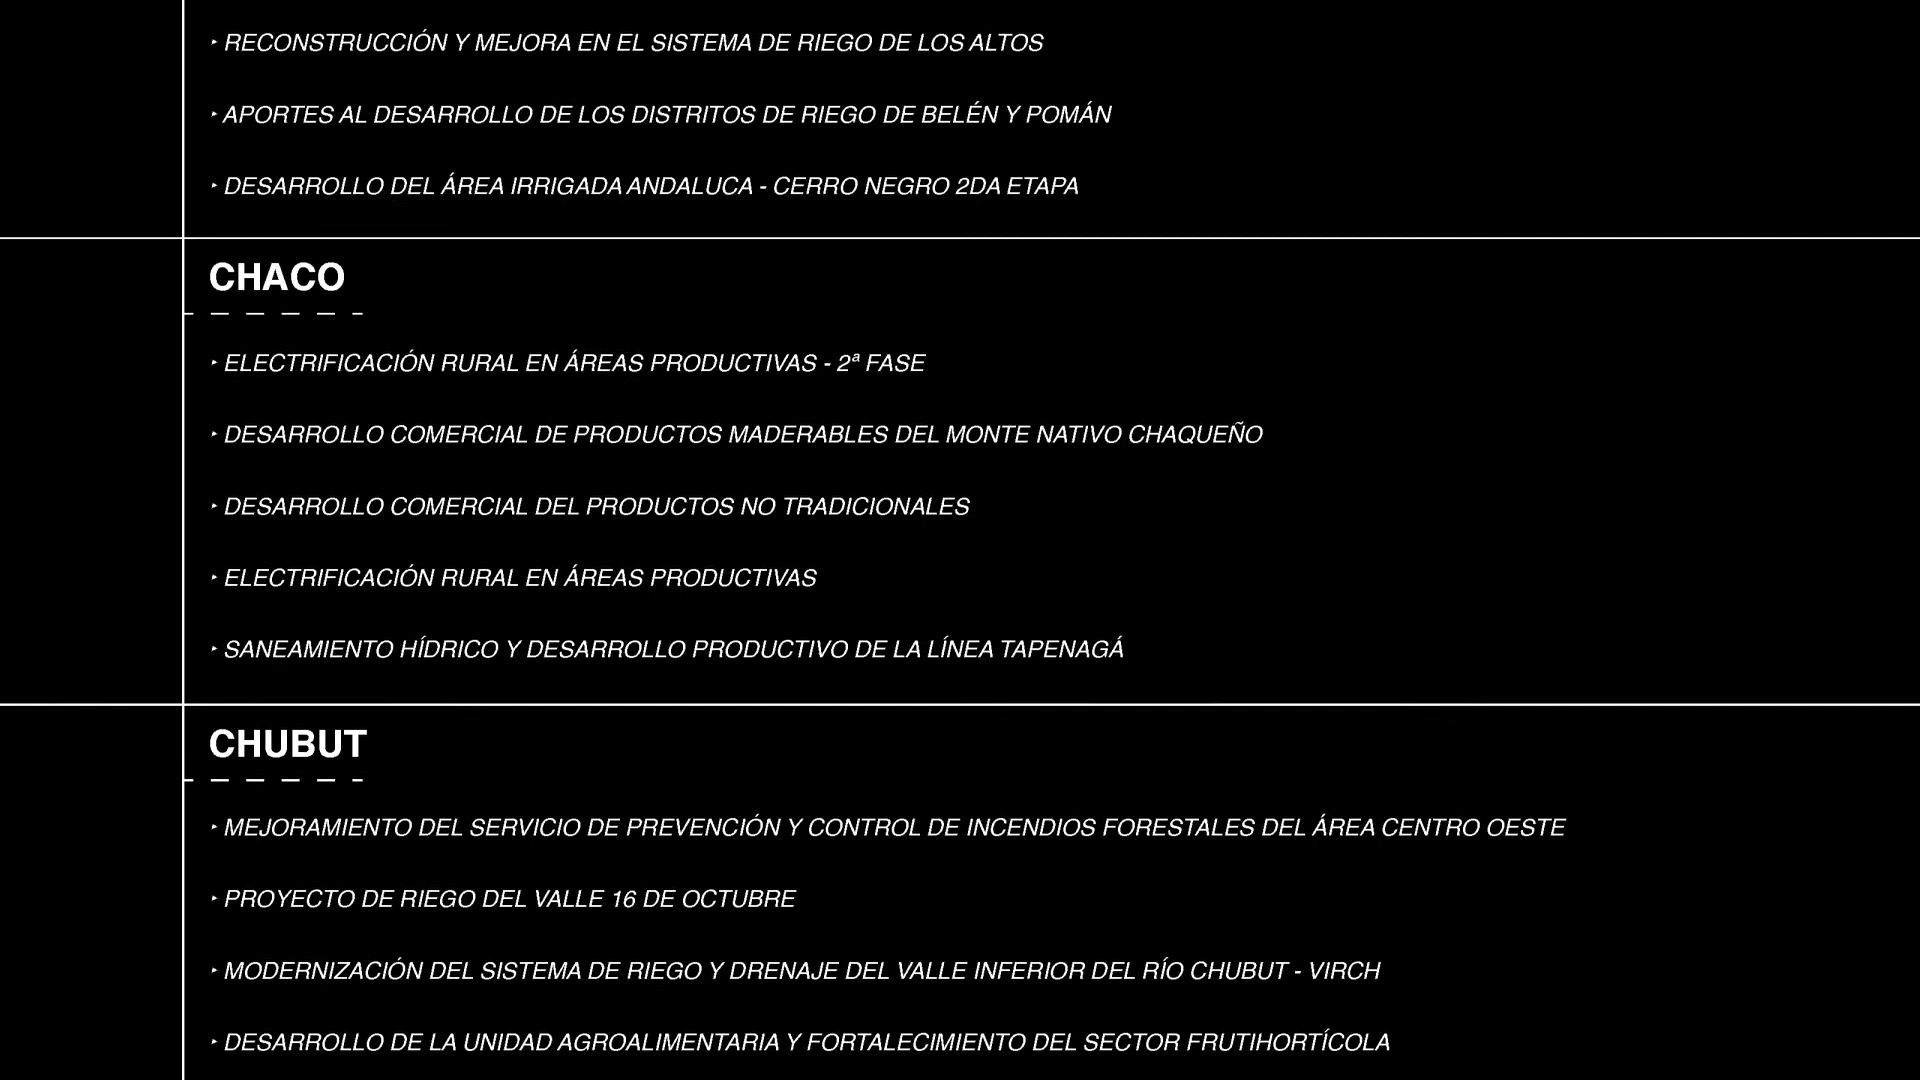 ‣ RECONSTRUCCIÓN Y MEJORA EN EL SISTEMA DE RIEGO DE LOS ALTOS
‣ APORTES AL DESARROLLO DE LOS DISTRITOS DE RIEGO DE BELÉN Y POMÁN
‣ DESARROLLO DEL ÁREA IRRIGADA ANDALUCA - CERRO NEGRO 2DA ETAPA
CHACO
‣ ELECTRIFICACIÓN RURAL EN ÁREAS PRODUCTIVAS - 2ª FASE
‣ DESARROLLO COMERCIAL DE PRODUCTOS MADERABLES DEL MONTE NATIVO CHAQUEÑO
‣ DESARROLLO COMERCIAL DEL PRODUCTOS NO TRADICIONALES
‣ ELECTRIFICACIÓN RURAL EN ÁREAS PRODUCTIVAS
‣ SANEAMIENTO HÍDRICO Y DESARROLLO PRODUCTIVO DE LA LÍNEA TAPENAGÁ
CHUBUT
‣ MEJORAMIENTO DEL SERVICIO DE PREVENCIÓN Y CONTROL DE INCENDIOS FORESTALES DEL ÁREA CENTRO OESTE
‣ PROYECTO DE RIEGO DEL VALLE 16 DE OCTUBRE
‣ MODERNIZACIÓN DEL SISTEMA DE RIEGO Y DRENAJE DEL VALLE INFERIOR DEL RÍO CHUBUT - VIRCH
‣ DESARROLLO DE LA UNIDAD AGROALIMENTARIA Y FORTALECIMIENTO DEL SECTOR FRUTIHORTÍCOLA